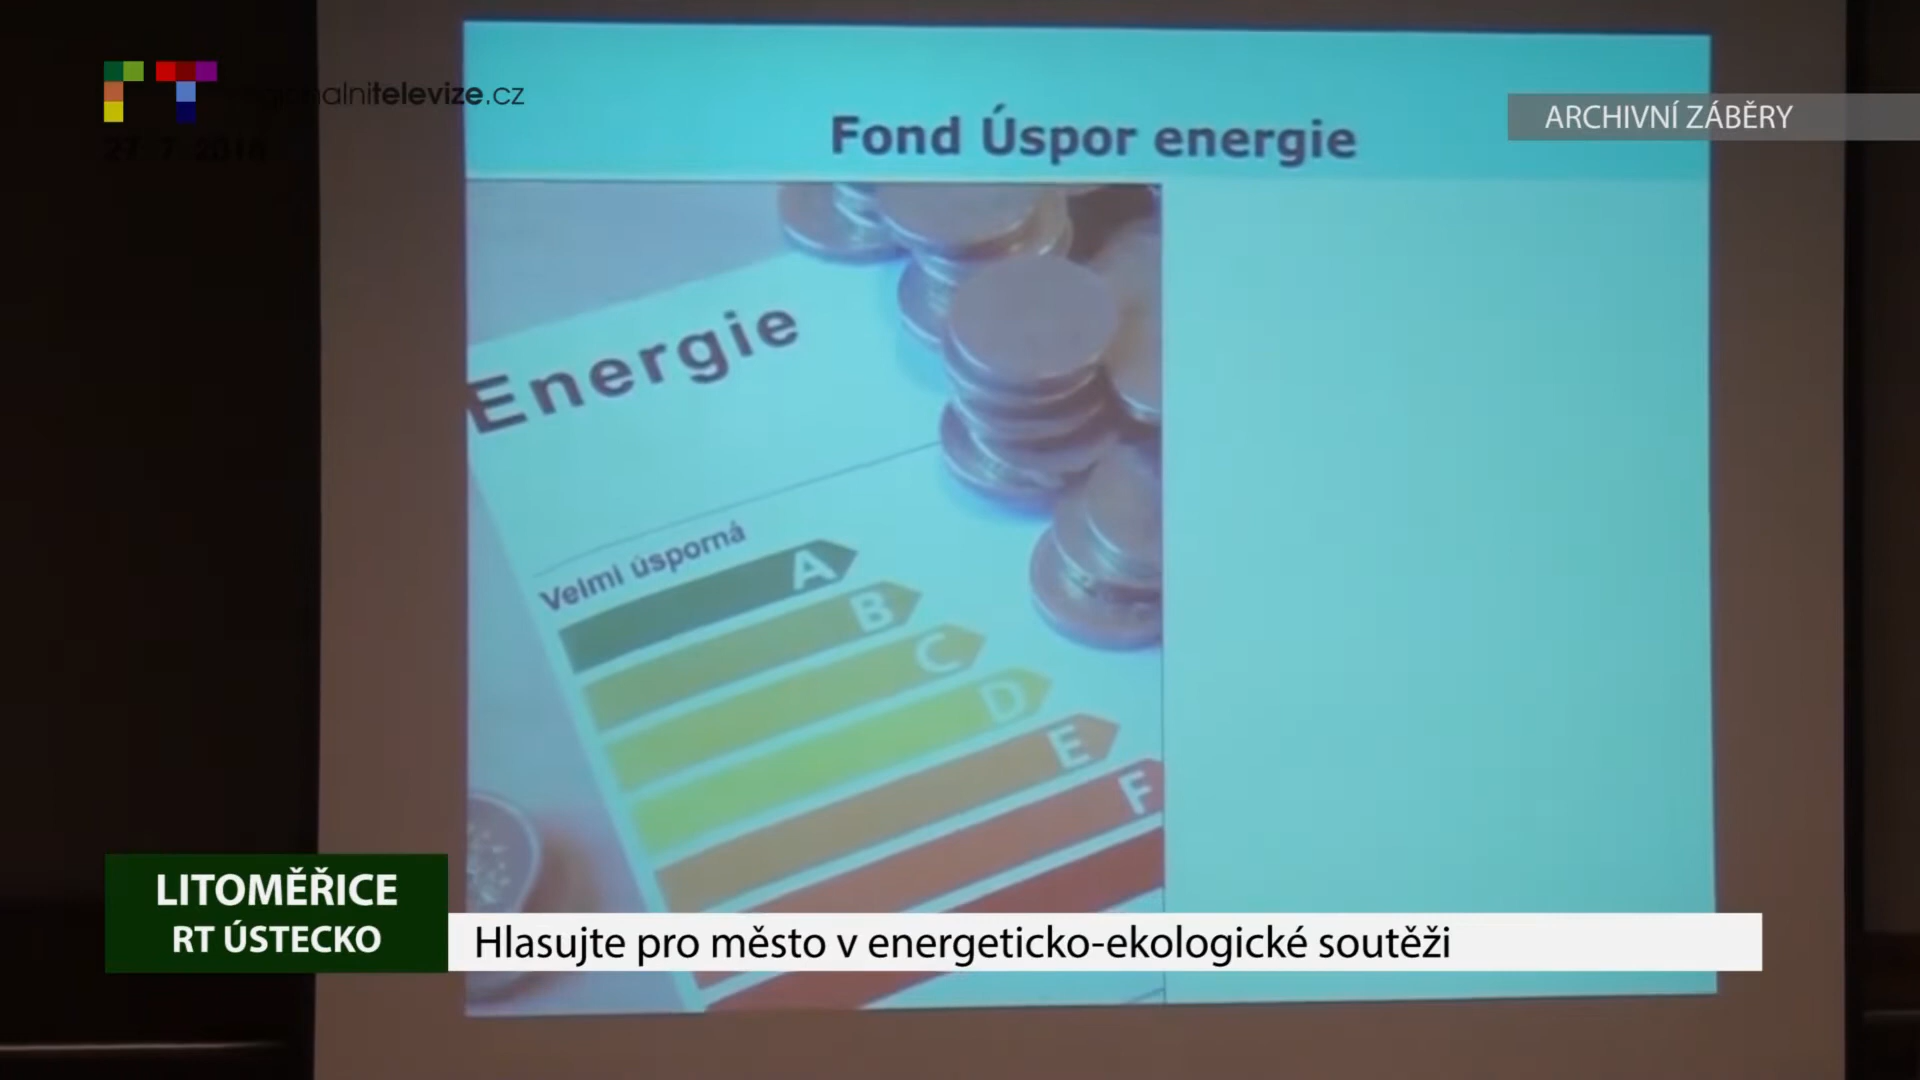 regionalnitelevize.cz
ARCHIVNÍ ZÁBĚRY
Fond Úspor energie
Energie
Velmi úsporná
A
B
C
D
E
F
LITOMĚŘICE
RT ÚSTECKO
Hlasujte pro město v energeticko-ekologické soutěži